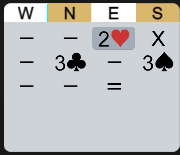 W N E S
– – 2♥ X
– 3♣ – 3♠
– – =